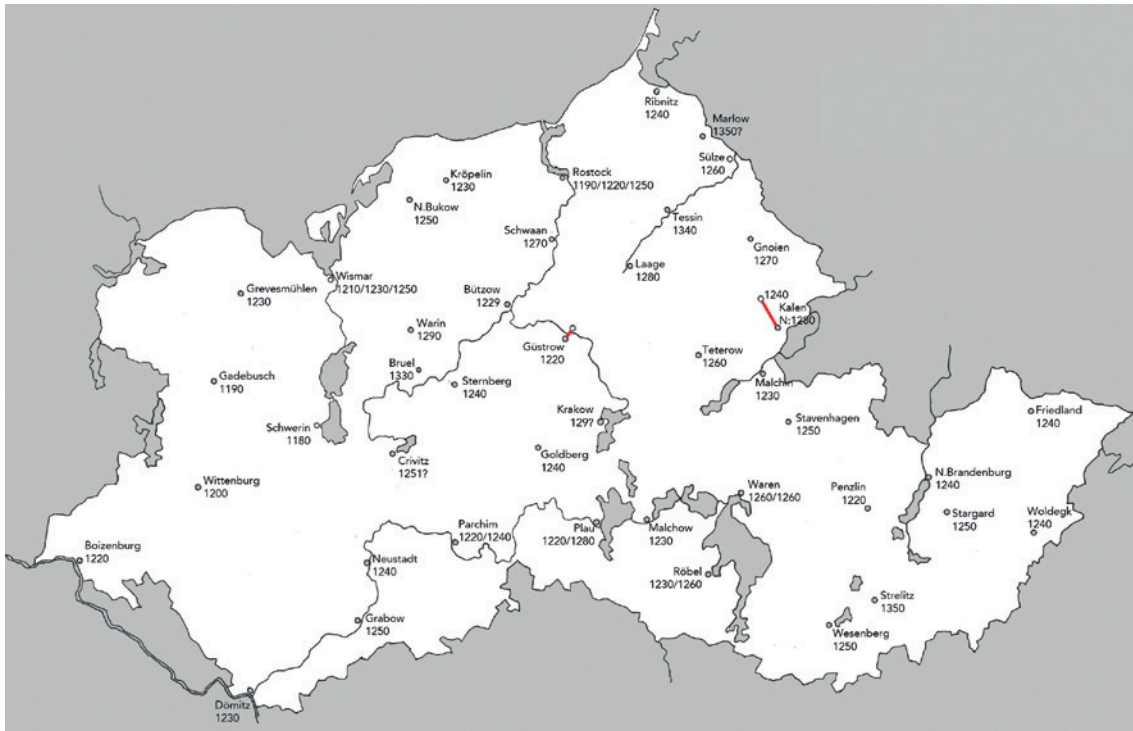 Ribnitz
1240
Marlow
1350?
Sülze
1260
Kröpelin
1230
Rostock
1190/1220/1250
N.Bukow
1250
Tessin
1340
Schwaan
1270
Gnoien
1270
Laage
1280
Wismar
1210/1230/1250
Grevesmühlen
1230
Bützow
1229
1240
Kalen
N:1280
Warin
1290
Güstrow
1220
Teterow
1260
Bruel
1330
Malchin
1230
Gadebusch
1190
Sternberg
1240
Krakow
129?
Stavenhagen
1250
Friedland
1240
Schwerin
1180
Goldberg
1240
Crivitz
1251?
Wittenburg
1200
Waren
1260/1260
Penzlin
1220
N.Brandenburg
1240
Stargard
1250
Woldegk
1240
Parchim
1220/1240
Plau
1220/1280
Malchow
1230
Boizenburg
1220
Neustadt
1240
Röbel
1230/1260
Strelitz
1350
Grabow
1250
Wesenberg
1250
Dömitz
1230